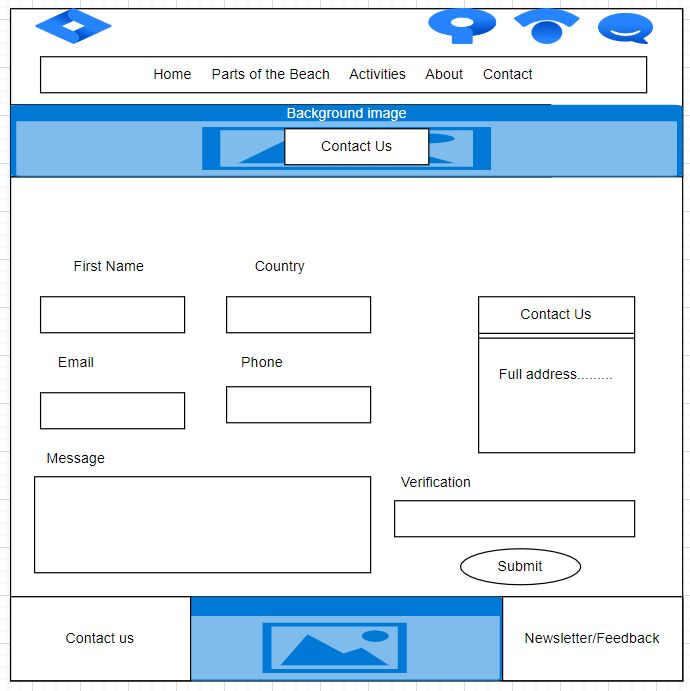 Home Parts of the Beach Activities About Contact
Background image
Contact Us
First Name Country
Contact Us
Email Phone
Full address.........
Message
Verification
Submit
Contact us
Newsletter/Feedback